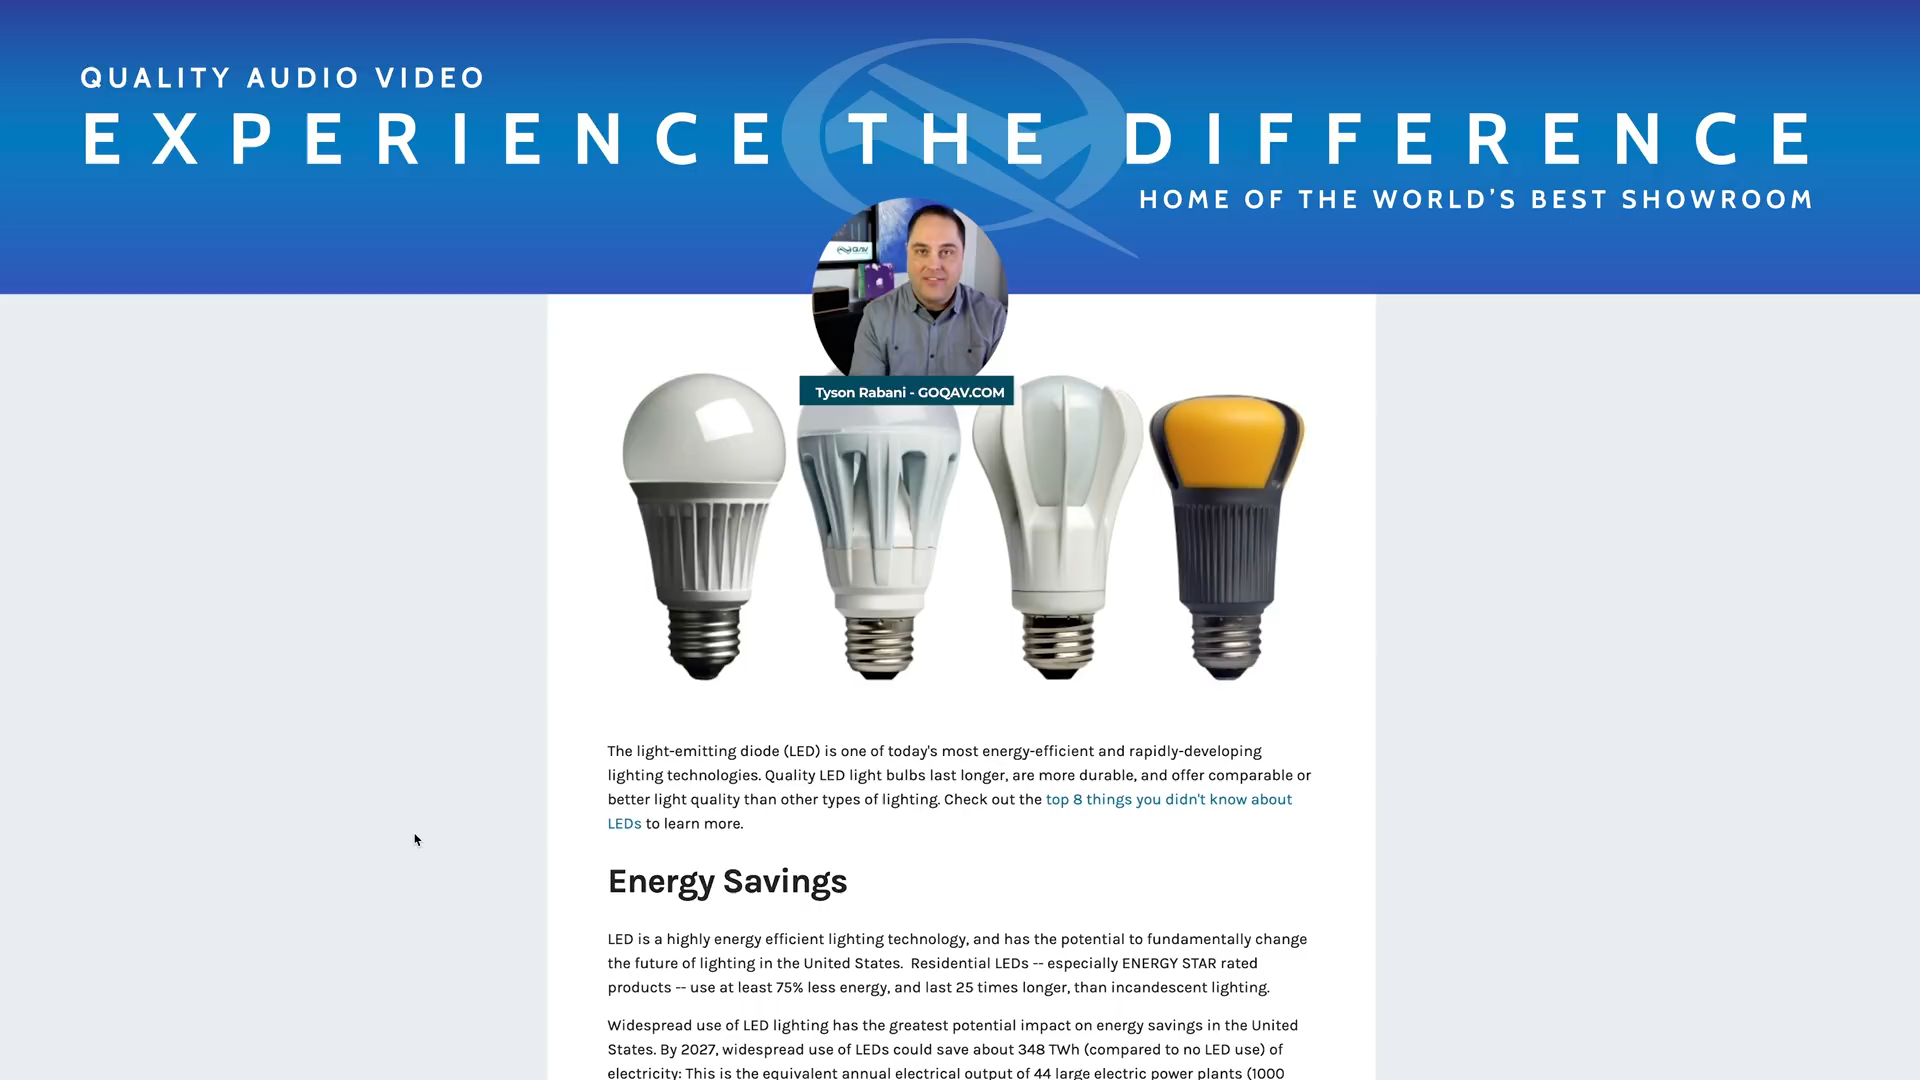 QUALITY AUDIO VIDEO
EXPERIENCE THE DIFFERENCE
HOME OF THE WORLD'S BEST SHOWROOM
QAV
Tyson Rabani - GOQAV.COM
The light-emitting diode (LED) is one of today's most energy-efficient and rapidly-developing
lighting technologies. Quality LED light bulbs last longer, are more durable, and offer comparable or
better light quality than other types of lighting. Check out the top 8 things you didn't know about
LEDs to learn more.
Energy Savings
LED is a highly energy efficient lighting technology, and has the potential to fundamentally change
the future of lighting in the United States.  Residential LEDs -- especially ENERGY STAR rated
products -- use at least 75% less energy, and last 25 times longer, than incandescent lighting.
Widespread use of LED lighting has the greatest potential impact on energy savings in the United
States. By 2027, widespread use of LEDs could save about 348 TWh (compared to no LED use) of
electricity: This is the equivalent annual electrical output of 44 large electric power plants (1000